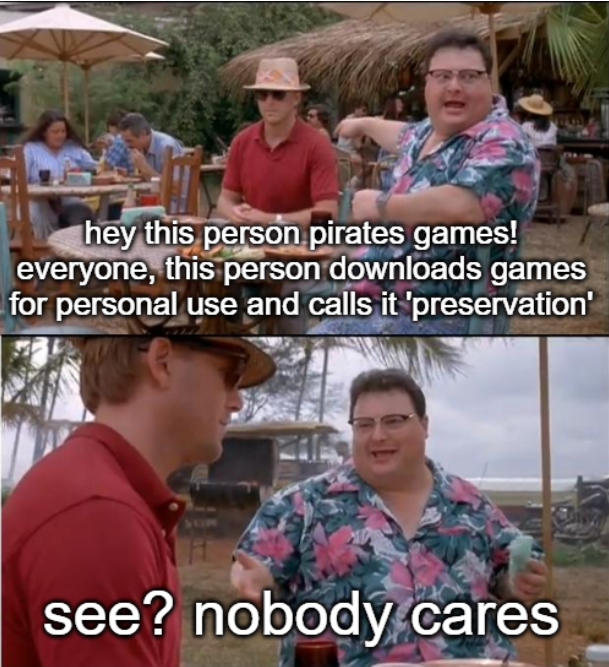 hey this person pirates games!
everyone, this person downloads games
for personal use and calls it 'preservation'
see? nobody cares